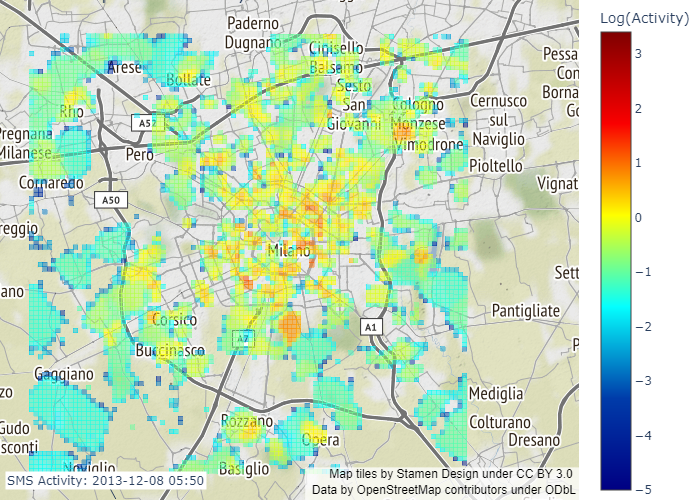 Paderno
Dugnano
Cinisello
Balsamo
Arese
Bollate
Sesto
San
Giovanni
Cologno
Monzese
Vimodrone
Cernusco
sul
Naviglio
Pioltello
Pessa
Con
Borna
Go
Rho
A52
Pregnana
Milanese
Pero
Cornaredo
A50
Vignat
reggio
Milano
ano
Sett
Corsico
A7
A1
Pantigliate
Buccinasco
P
Gaggiano
zo
Mediglia
Gudo
sconti
Rozzano
Opera
Colturano
Dresano
Noviglio
Basiglio
SMS Activity: 2013-12-08 05:50
Map tiles by Stamen Design under CC BY 3.0
Data by OpenStreetMap contributors under ODbL
Log(Activity)
3
2
1
0
−1
−2
−3
−4
−5